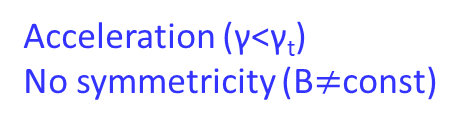 Acceleration (γ<γₜ)
No symmetricity (B≠const)